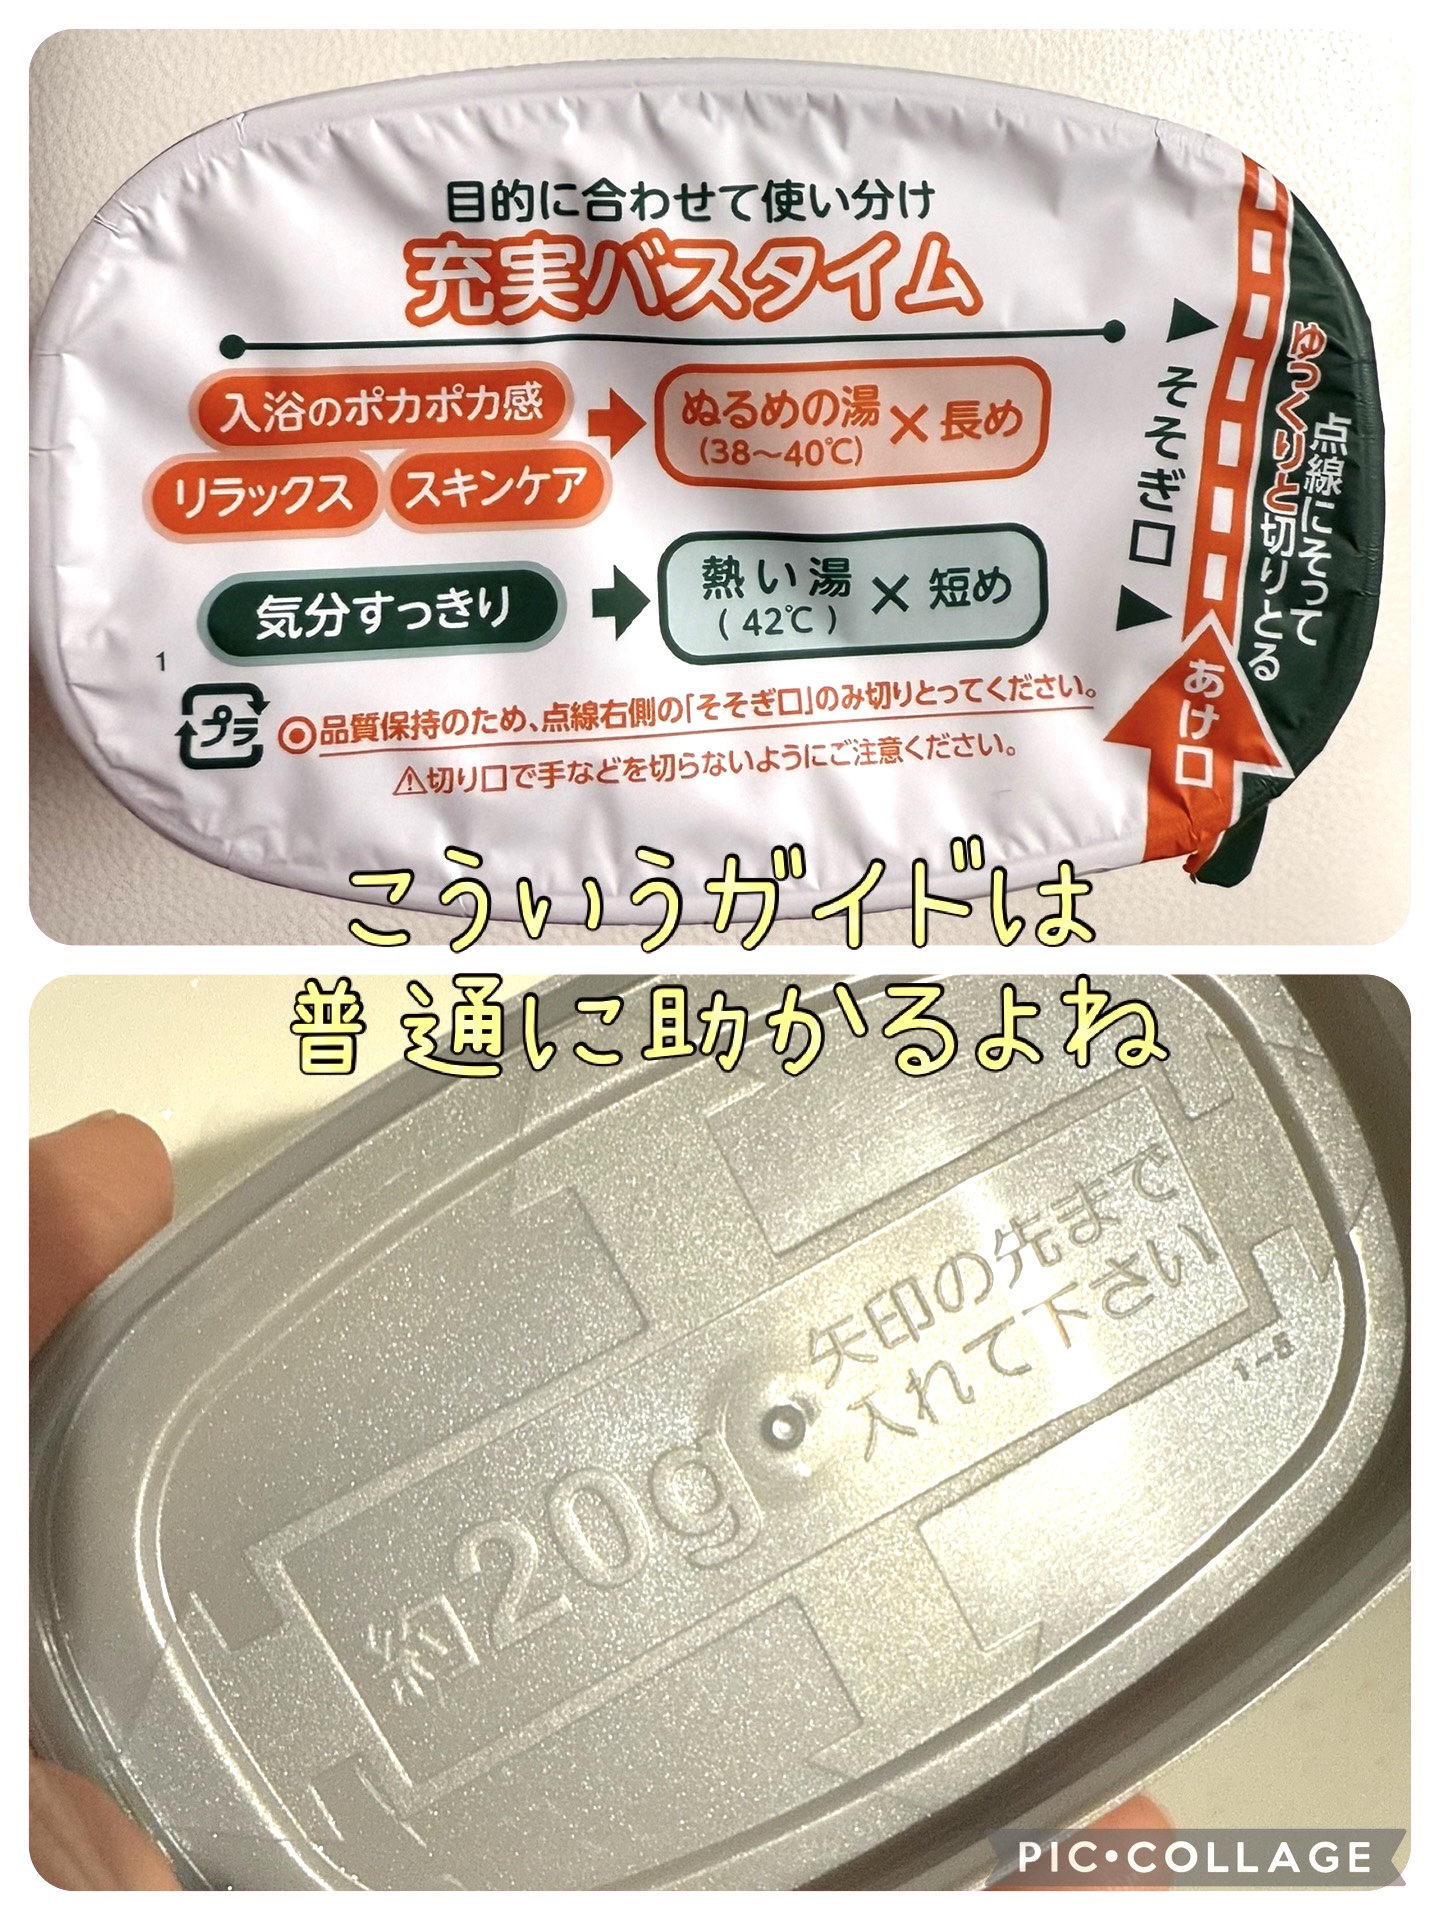 目的に合わせて使い分け
充実バスタイム
入浴のポカポカ感
リラックス
スキンケア
ぬるめの湯 × 長め
(38〜40℃)
気分すっきり
熱い湯 × 短め
(42℃)
1
プラ
◎品質保持のため、点線右側の「そそぎ口」のみ切りとってください。
⚠切り口で手などを切らないようにご注意ください。
▲そそぎ口▼
点線にそって
ゆっくりと切りとる
あけ口
こういうガイドは
普通に助かるよね
矢印の先まで
入れて下さい
約20g
1-8
PIC•COLLAGE